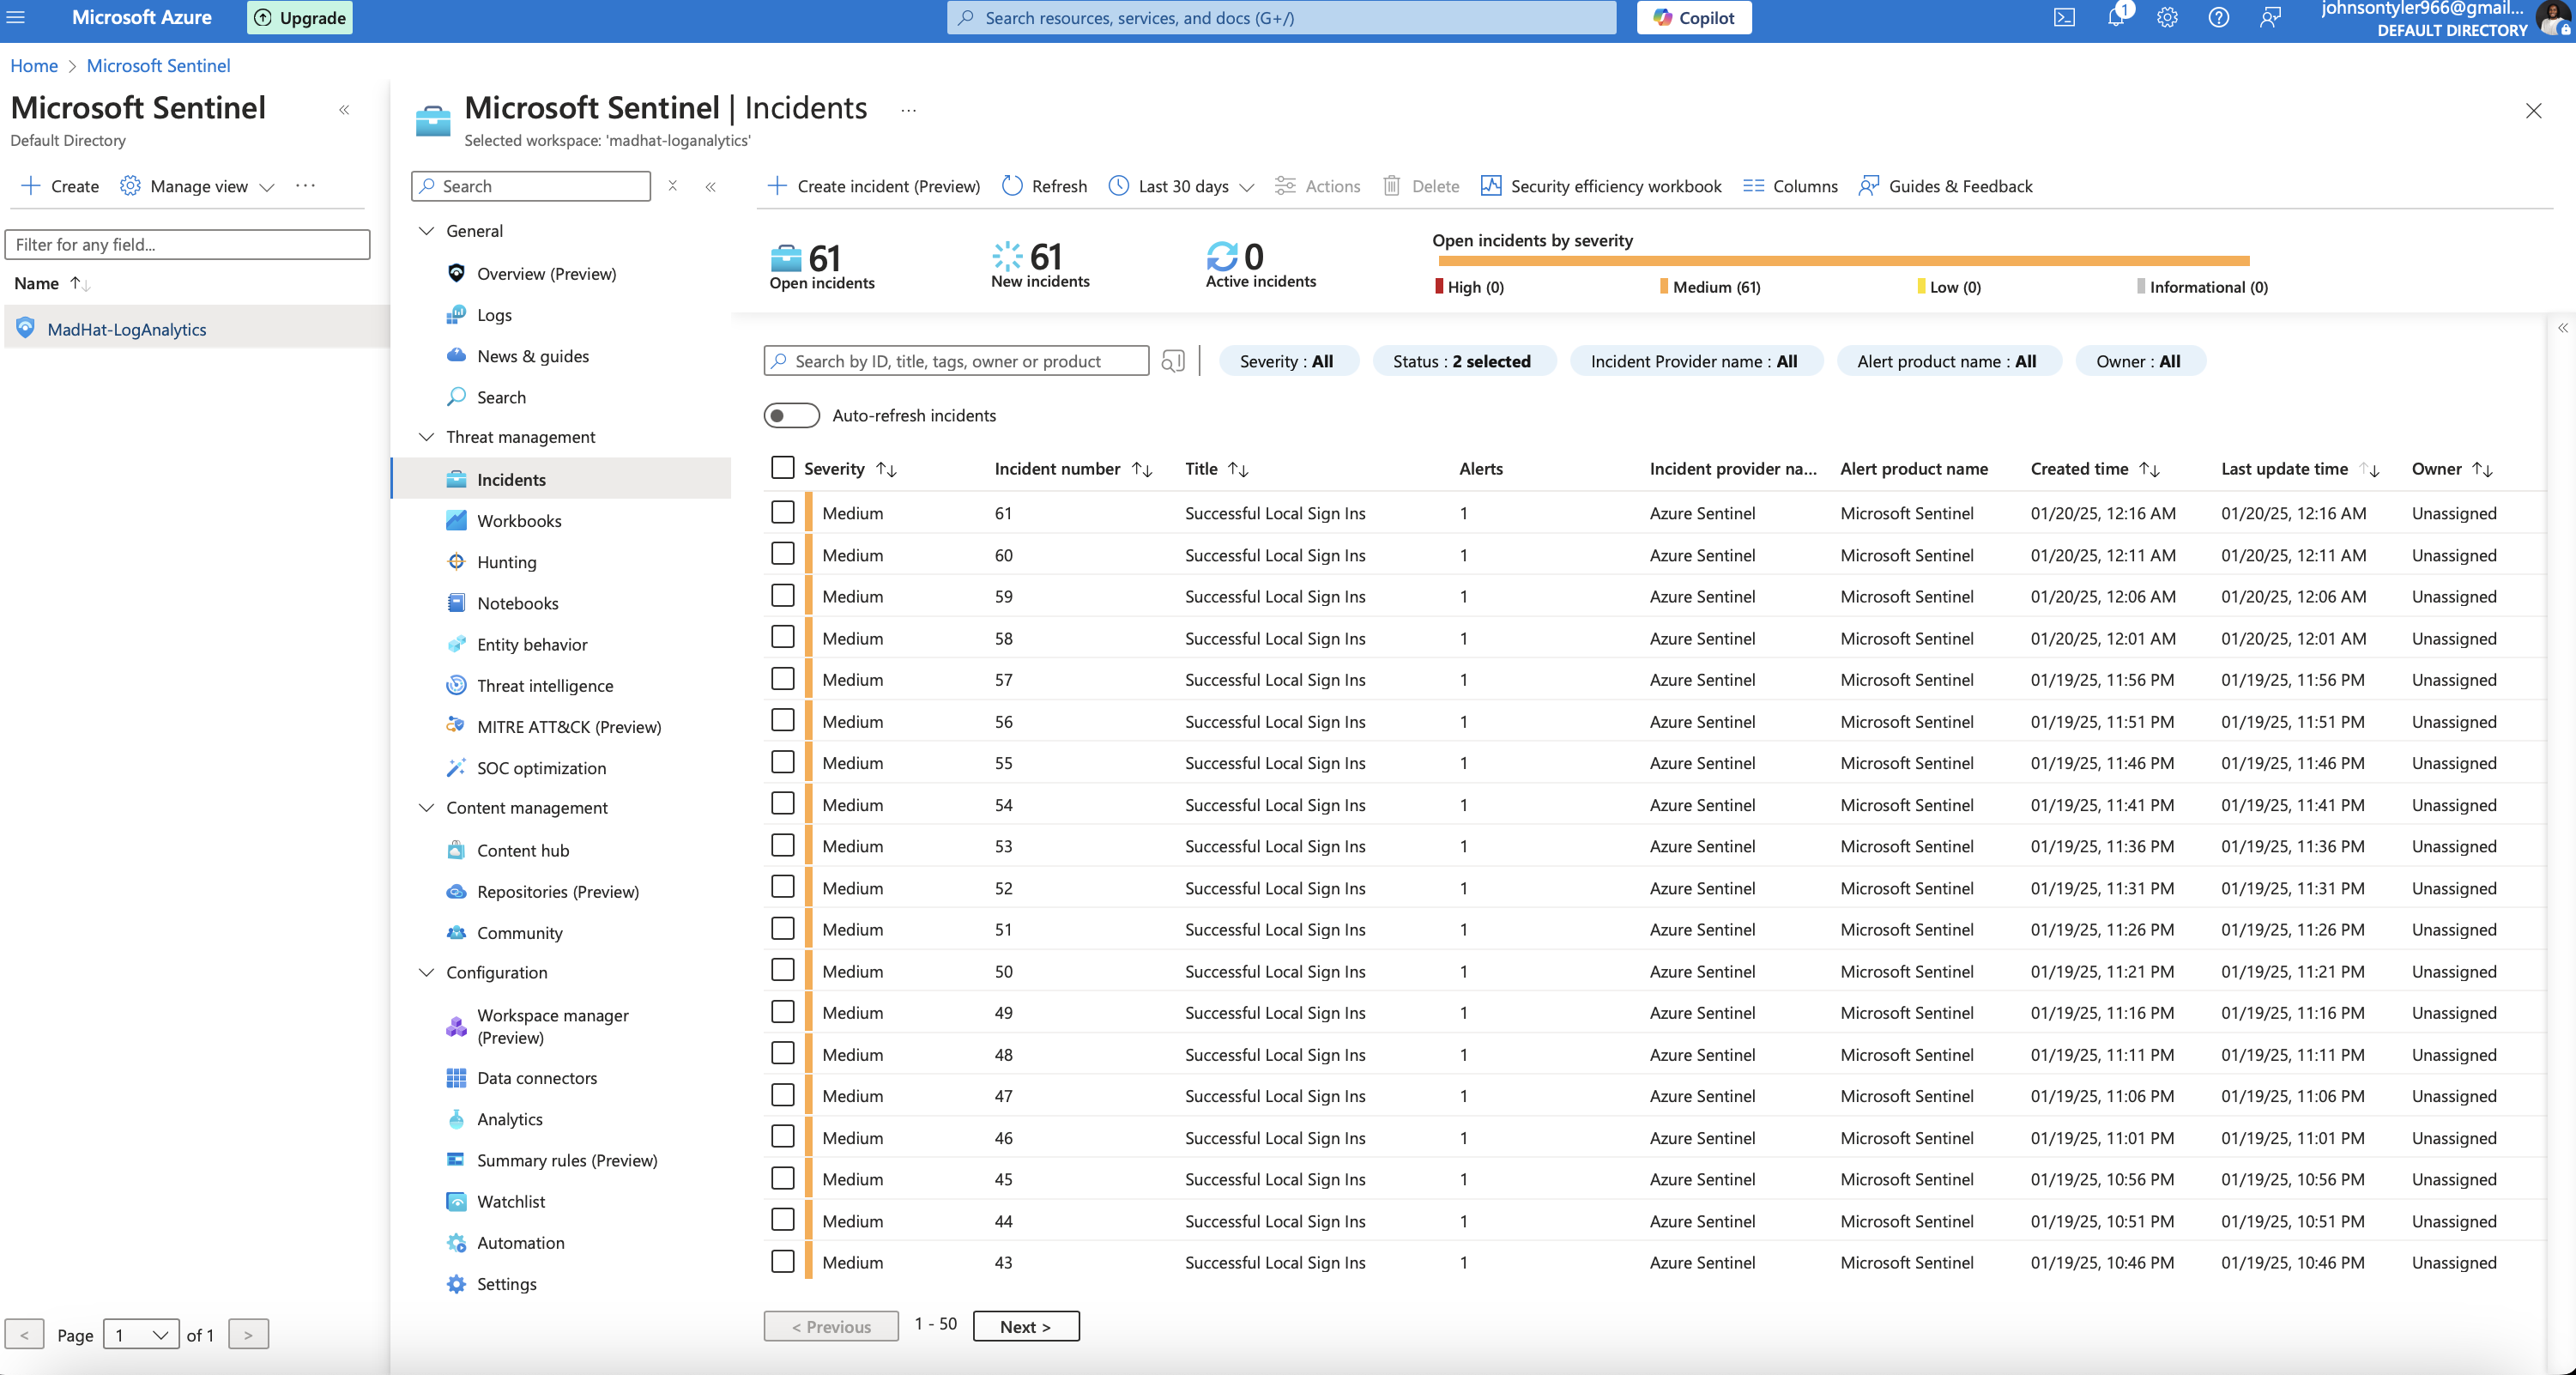 Microsoft Azure
Upgrade
Search resources, services, and docs (G+/)
Copilot
1
johnsontyler966@gmail...
DEFAULT DIRECTORY
Home > Microsoft Sentinel
Microsoft Sentinel
Default Directory
Create Manage view ...
Filter for any field...
Name
MadHat-LogAnalytics
< Page 1 of 1 >
Microsoft Sentinel | Incidents ...
Selected workspace: 'madhat-loganalytics'
Search
General
Overview (Preview)
Logs
News & guides
Search
Threat management
Incidents
Workbooks
Hunting
Notebooks
Entity behavior
Threat intelligence
MITRE ATT&CK (Preview)
SOC optimization
Content management
Content hub
Repositories (Preview)
Community
Configuration
Workspace manager
(Preview)
Data connectors
Analytics
Summary rules (Preview)
Watchlist
Automation
Settings
Create incident (Preview) Refresh Last 30 days Actions Delete Security efficiency workbook Columns Guides & Feedback
61 Open incidents
61 New incidents
0 Active incidents
Open incidents by severity
High (0) Medium (61) Low (0) Informational (0)
Search by ID, title, tags, owner or product
Severity : All Status : 2 selected Incident Provider name : All Alert product name : All Owner : All
Auto-refresh incidents
Severity Incident number Title Alerts Incident provider na... Alert product name Created time Last update time Owner
Medium 61 Successful Local Sign Ins 1 Azure Sentinel Microsoft Sentinel 01/20/25, 12:16 AM 01/20/25, 12:16 AM Unassigned
Medium 60 Successful Local Sign Ins 1 Azure Sentinel Microsoft Sentinel 01/20/25, 12:11 AM 01/20/25, 12:11 AM Unassigned
Medium 59 Successful Local Sign Ins 1 Azure Sentinel Microsoft Sentinel 01/20/25, 12:06 AM 01/20/25, 12:06 AM Unassigned
Medium 58 Successful Local Sign Ins 1 Azure Sentinel Microsoft Sentinel 01/20/25, 12:01 AM 01/20/25, 12:01 AM Unassigned
Medium 57 Successful Local Sign Ins 1 Azure Sentinel Microsoft Sentinel 01/19/25, 11:56 PM 01/19/25, 11:56 PM Unassigned
Medium 56 Successful Local Sign Ins 1 Azure Sentinel Microsoft Sentinel 01/19/25, 11:51 PM 01/19/25, 11:51 PM Unassigned
Medium 55 Successful Local Sign Ins 1 Azure Sentinel Microsoft Sentinel 01/19/25, 11:46 PM 01/19/25, 11:46 PM Unassigned
Medium 54 Successful Local Sign Ins 1 Azure Sentinel Microsoft Sentinel 01/19/25, 11:41 PM 01/19/25, 11:41 PM Unassigned
Medium 53 Successful Local Sign Ins 1 Azure Sentinel Microsoft Sentinel 01/19/25, 11:36 PM 01/19/25, 11:36 PM Unassigned
Medium 52 Successful Local Sign Ins 1 Azure Sentinel Microsoft Sentinel 01/19/25, 11:31 PM 01/19/25, 11:31 PM Unassigned
Medium 51 Successful Local Sign Ins 1 Azure Sentinel Microsoft Sentinel 01/19/25, 11:26 PM 01/19/25, 11:26 PM Unassigned
Medium 50 Successful Local Sign Ins 1 Azure Sentinel Microsoft Sentinel 01/19/25, 11:21 PM 01/19/25, 11:21 PM Unassigned
Medium 49 Successful Local Sign Ins 1 Azure Sentinel Microsoft Sentinel 01/19/25, 11:16 PM 01/19/25, 11:16 PM Unassigned
Medium 48 Successful Local Sign Ins 1 Azure Sentinel Microsoft Sentinel 01/19/25, 11:11 PM 01/19/25, 11:11 PM Unassigned
Medium 47 Successful Local Sign Ins 1 Azure Sentinel Microsoft Sentinel 01/19/25, 11:06 PM 01/19/25, 11:06 PM Unassigned
Medium 46 Successful Local Sign Ins 1 Azure Sentinel Microsoft Sentinel 01/19/25, 11:01 PM 01/19/25, 11:01 PM Unassigned
Medium 45 Successful Local Sign Ins 1 Azure Sentinel Microsoft Sentinel 01/19/25, 10:56 PM 01/19/25, 10:56 PM Unassigned
Medium 44 Successful Local Sign Ins 1 Azure Sentinel Microsoft Sentinel 01/19/25, 10:51 PM 01/19/25, 10:51 PM Unassigned
Medium 43 Successful Local Sign Ins 1 Azure Sentinel Microsoft Sentinel 01/19/25, 10:46 PM 01/19/25, 10:46 PM Unassigned
< Previous 1 - 50 Next >